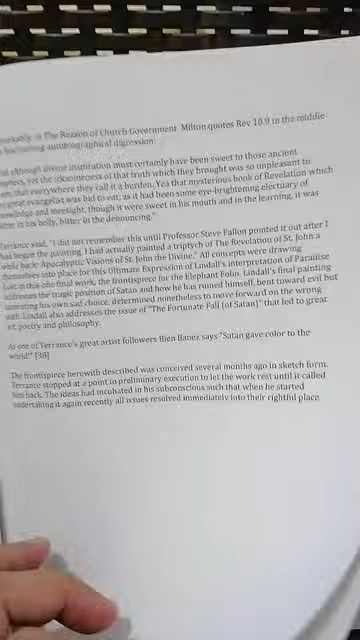 in The Reason of Church Government Milton quotes Rev 10.9 in the middle
autobiographical digression:
although divine inspiration must certainly have been sweet to those ancient
yet the irksomeness of that truth which they brought was so unpleasant to
that everywhere they call it a burden. Yea that mysterious book of Revelation which
great evangelist was bid to eat, as it had been some eye-brightening electuary of
knowledge and foresight, though it were sweet in his mouth and in the learning, it was
bitter in his belly, bitter in the denouncing."
Terrance said, "I did not remember this until Professor Steve Fallon pointed it out after I
had begun the painting. I had actually painted a triptych of The Revelation of St. John a
while back: Apocalyptic Visions of St. John the Divine." All concepts were drawing
themselves into place for this Ultimate Expression of Lindall's interpretation of Paradise
Lost in this one final work, the frontispiece for the Elephant Folio. Lindall's final painting
addresses the tragic position of Satan and how he has ruined himself, bent toward evil but
lamenting his own sad choice, determined nonetheless to move forward on the wrong
path. Lindall also addresses the issue of "The Fortunate Fall (of Satan)" that led to great
art, poetry and philosophy.
As one of Terrance's great artist followers Bien Banez says "Satan gave color to the
world!" [38]
The frontispiece herewith described was conceived several months ago in sketch form.
Terrance stopped at a point in preliminary execution to let the work rest until it called
him back. The ideas had incubated in his subconscious such that when he started
undertaking it again recently all issues resolved immediately into their rightful place